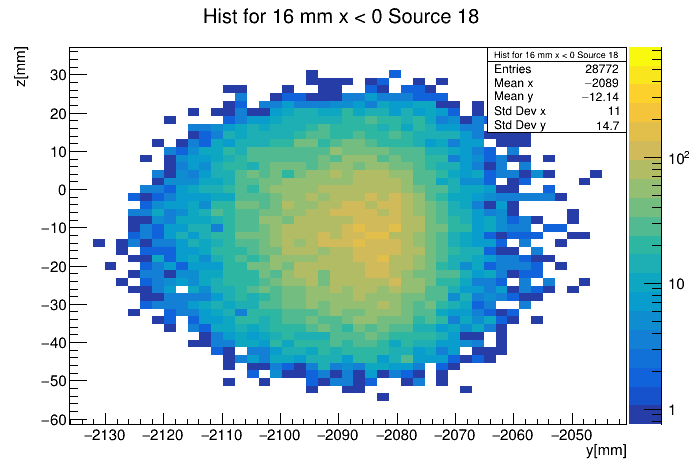 Hist for 16 mm x < 0 Source 18
z[mm]
Hist for 16 mm x < 0 Source 18
Entries 28772
Mean x −2089
Mean y −12.14
Std Dev x 11
Std Dev y 14.7
30
20
10
0
−10
−20
−30
−40
−50
−60
10²
10
1
−2130 −2120 −2110 −2100 −2090 −2080 −2070 −2060 −2050
y[mm]